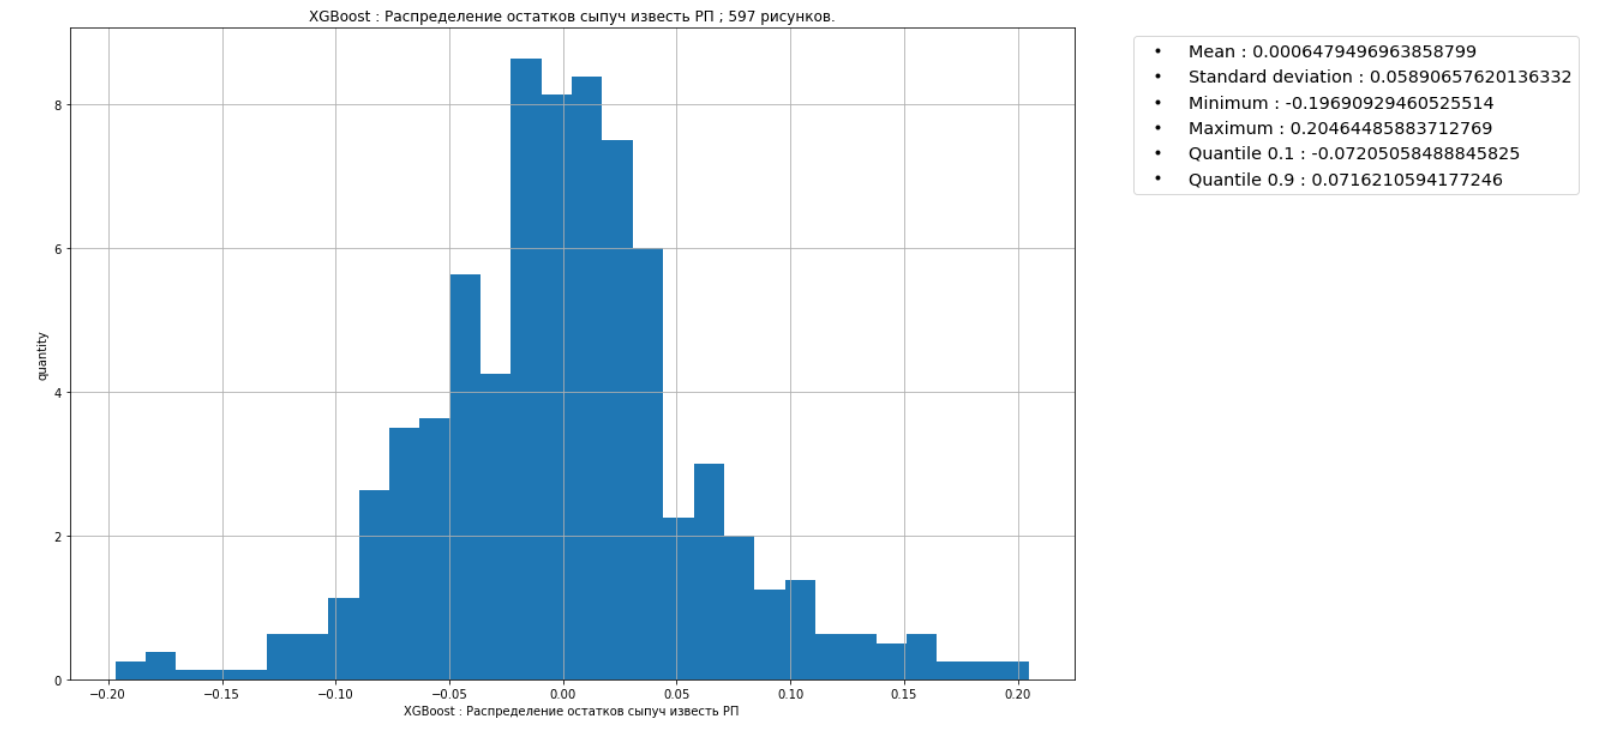 XGBoost : Распределение остатков сыпуч известь РП ; 597 рисунков.
• Mean : 0.0006479496963858799
• Standard deviation : 0.05890657620136332
• Minimum : -0.19690929460525514
• Maximum : 0.20464485883712769
• Quantile 0.1 : -0.07205058488845825
• Quantile 0.9 : 0.0716210594177246
quantity
8
6
4
2
0
−0.20 −0.15 −0.10 −0.05 0.00 0.05 0.10 0.15 0.20
XGBoost : Распределение остатков сыпуч известь РП